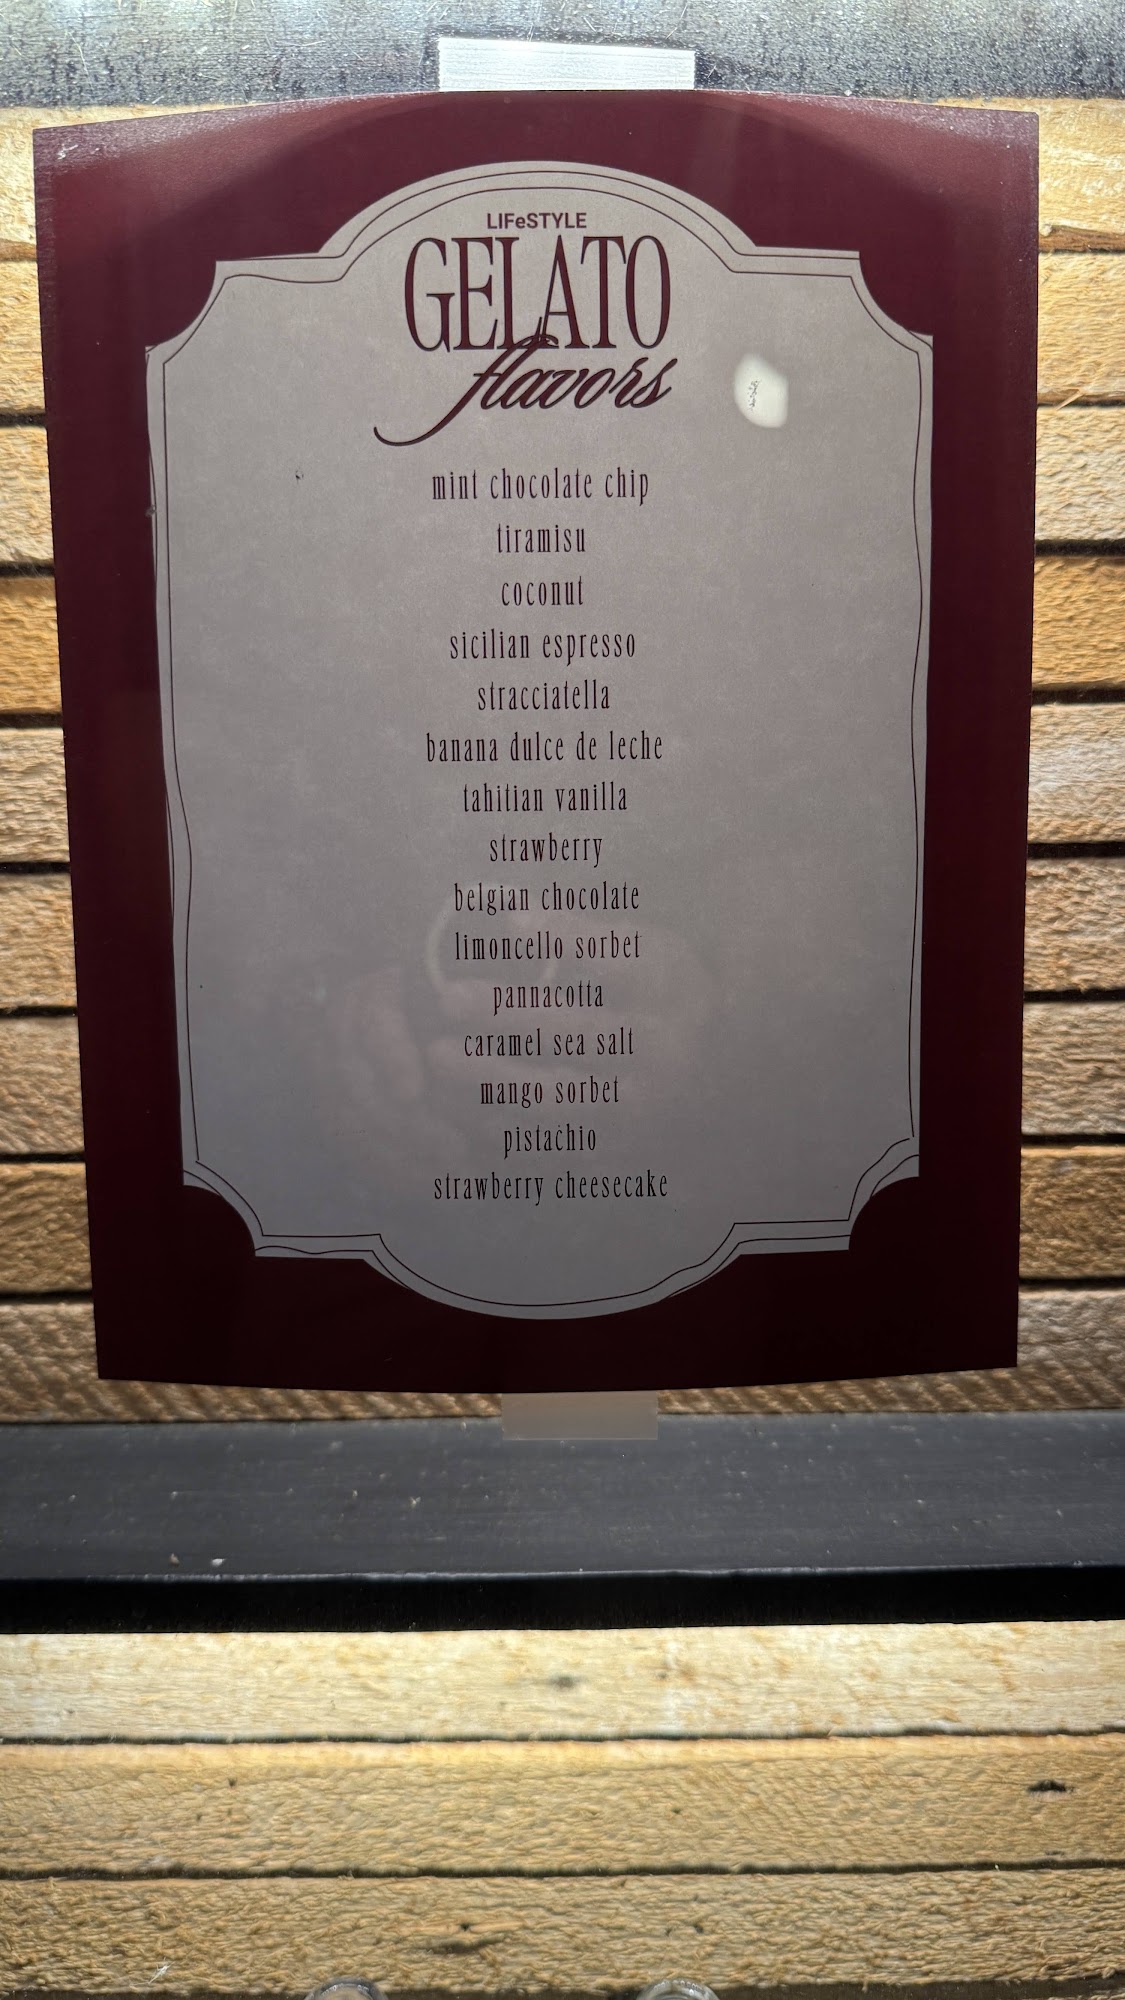 LIFeSTYLE
GELATO
flavors
mint chocolate chip
tiramisu
coconut
sicilian espresso
stracciatella
banana dulce de leche
tahitian vanilla
strawberry
belgian chocolate
limoncello sorbet
pannacotta
caramel sea salt
mango sorbet
pistachio
strawberry cheesecake